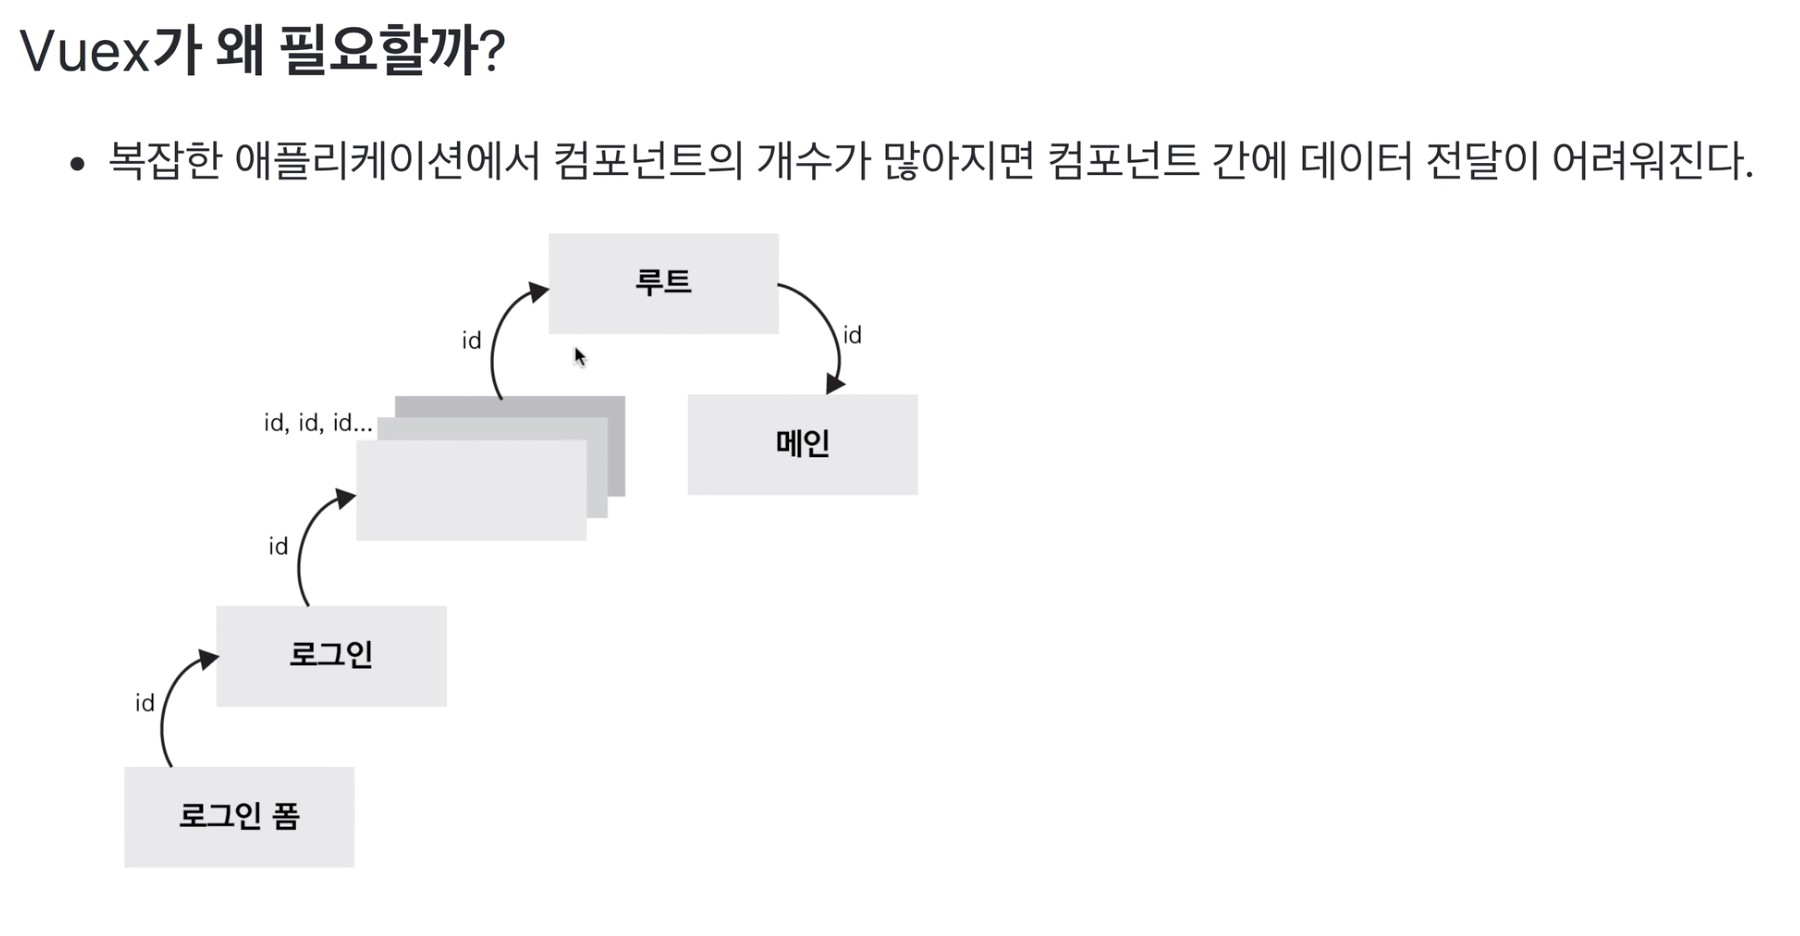 Vuex가 왜 필요할까?
• 복잡한 애플리케이션에서 컴포넌트의 개수가 많아지면 컴포넌트 간에 데이터 전달이 어려워진다.
루트
id
id
id, id, id...
메인
id
로그인
id
로그인 폼